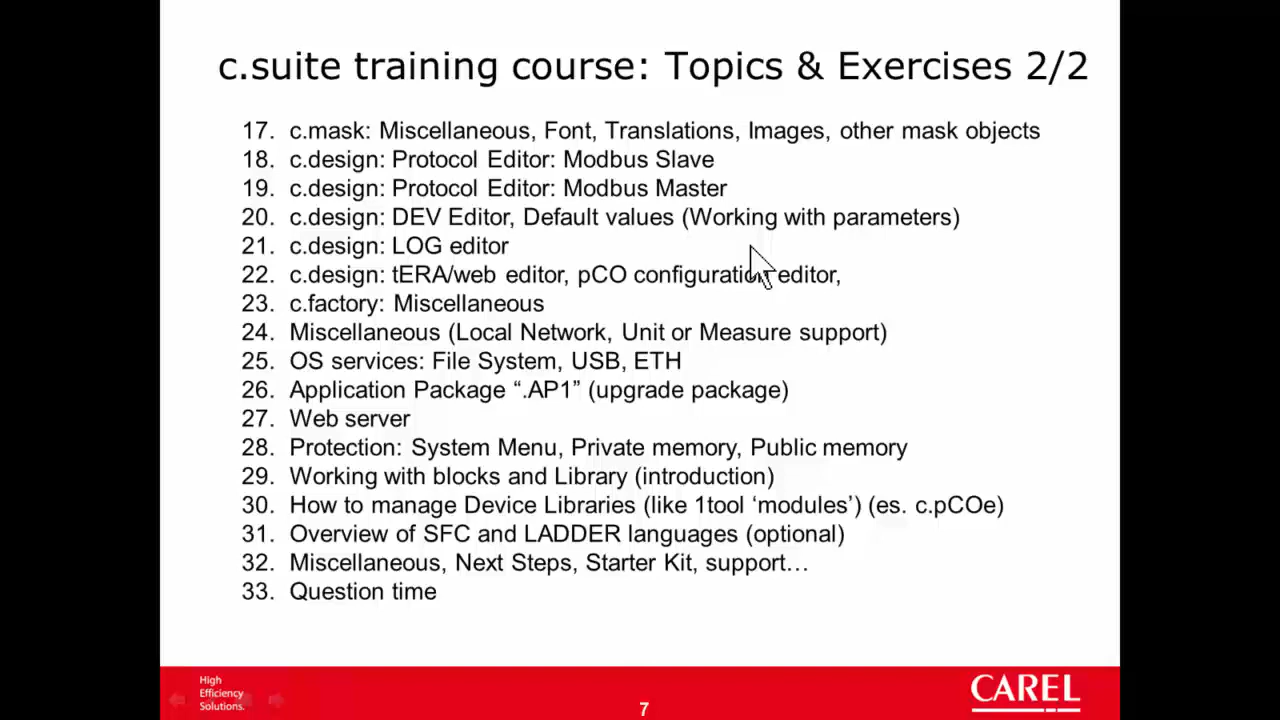 c.suite training course: Topics & Exercises 2/2
17. c.mask: Miscellaneous, Font, Translations, Images, other mask objects
18. c.design: Protocol Editor: Modbus Slave
19. c.design: Protocol Editor: Modbus Master
20. c.design: DEV Editor, Default values (Working with parameters)
21. c.design: LOG editor
22. c.design: tERA/web editor, pCO configuration editor,
23. c.factory: Miscellaneous
24. Miscellaneous (Local Network, Unit or Measure support)
25. OS services: File System, USB, ETH
26. Application Package “.AP1” (upgrade package)
27. Web server
28. Protection: System Menu, Private memory, Public memory
29. Working with blocks and Library (introduction)
30. How to manage Device Libraries (like 1tool ‘modules’) (es. c.pCOe)
31. Overview of SFC and LADDER languages (optional)
32. Miscellaneous, Next Steps, Starter Kit, support…
33. Question time
High
Efficiency
Solutions.
7
CAREL